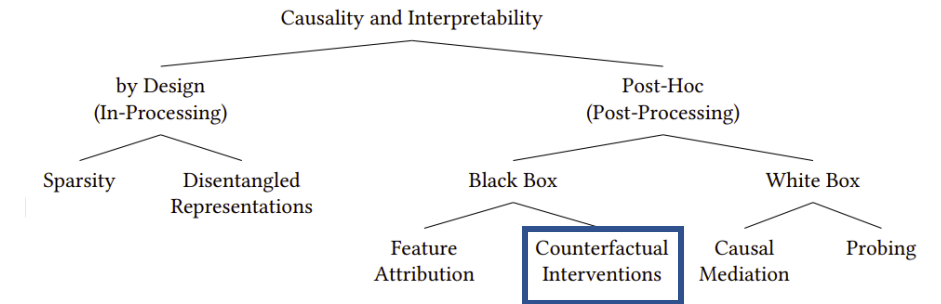 Causality and Interpretability
by Design
(In-Processing)
Post-Hoc
(Post-Processing)
Sparsity
Disentangled
Representations
Black Box
White Box
Feature
Attribution
Counterfactual
Interventions
Causal
Mediation
Probing